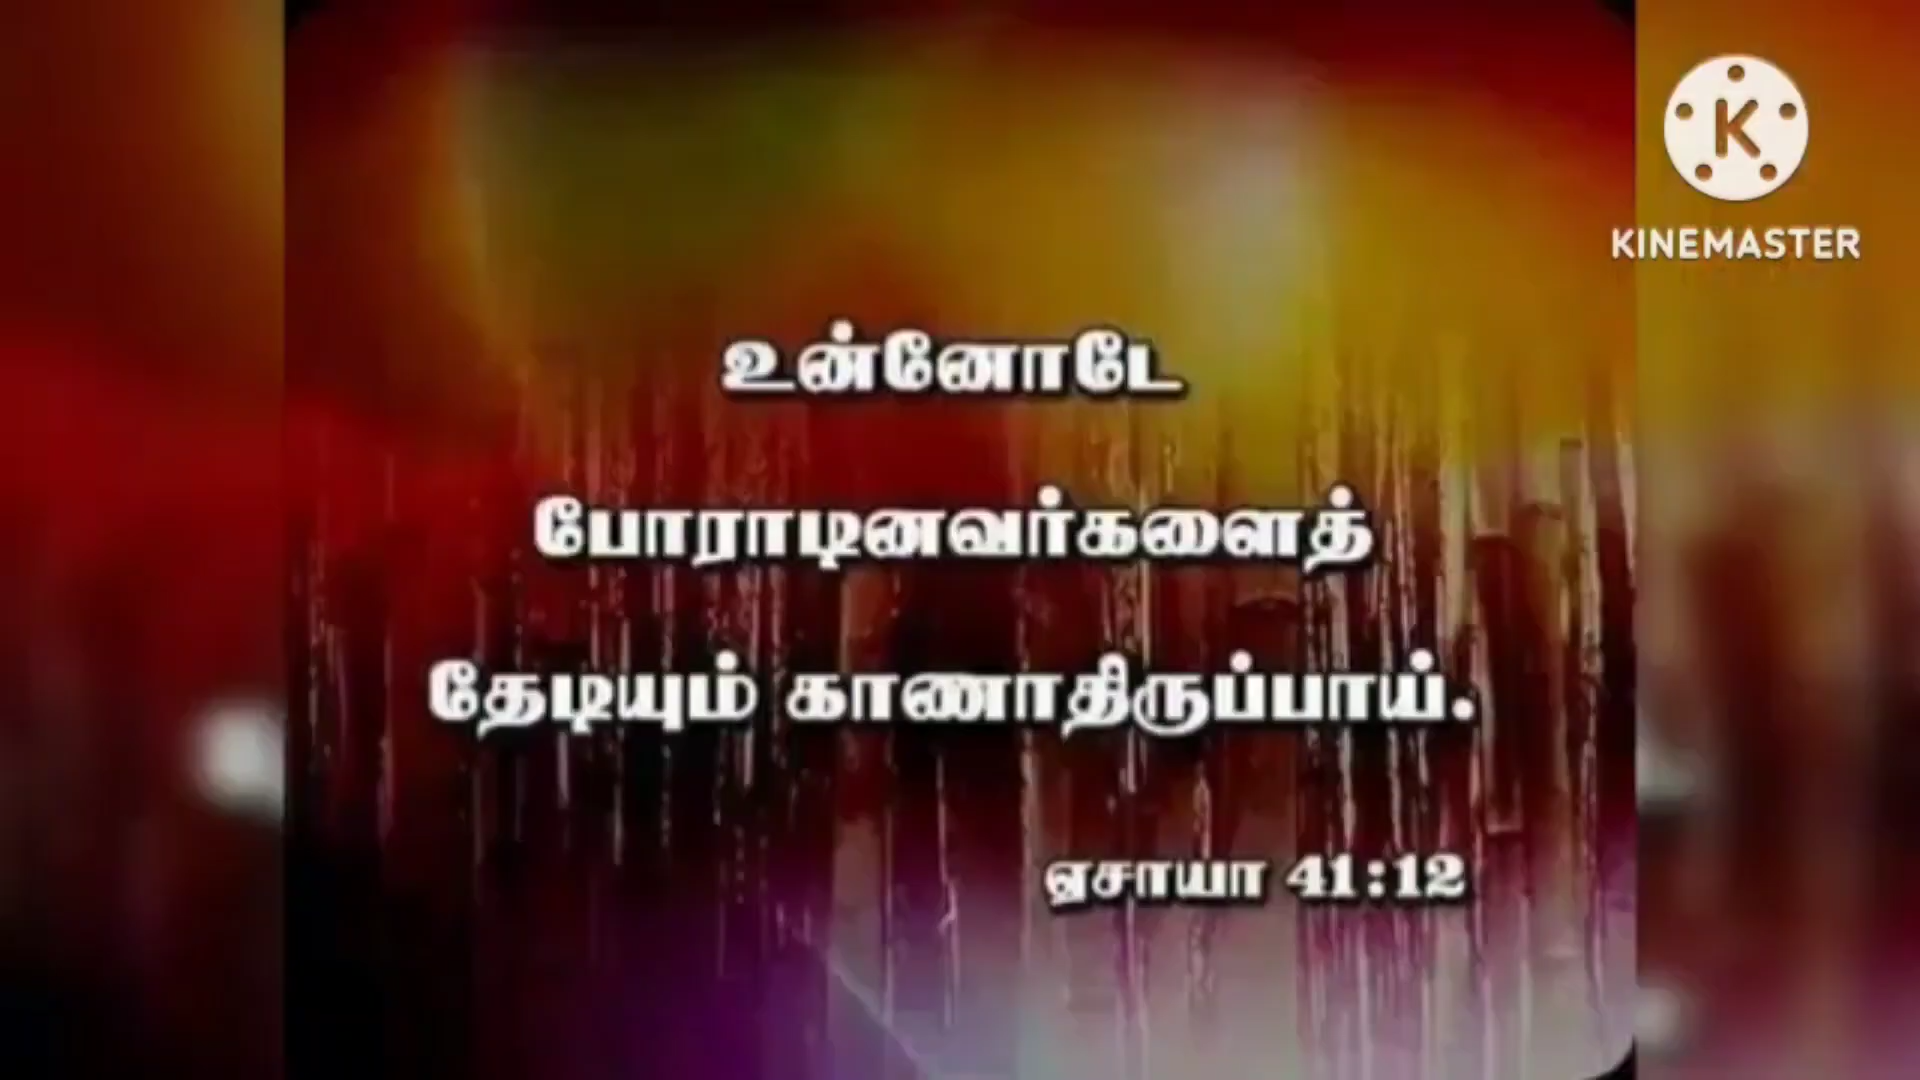 KINEMASTER
உன்னோடே
போராடினவர்களைத்
தேடியும் காணாதிருப்பாய்.
ஏசாயா 41:12